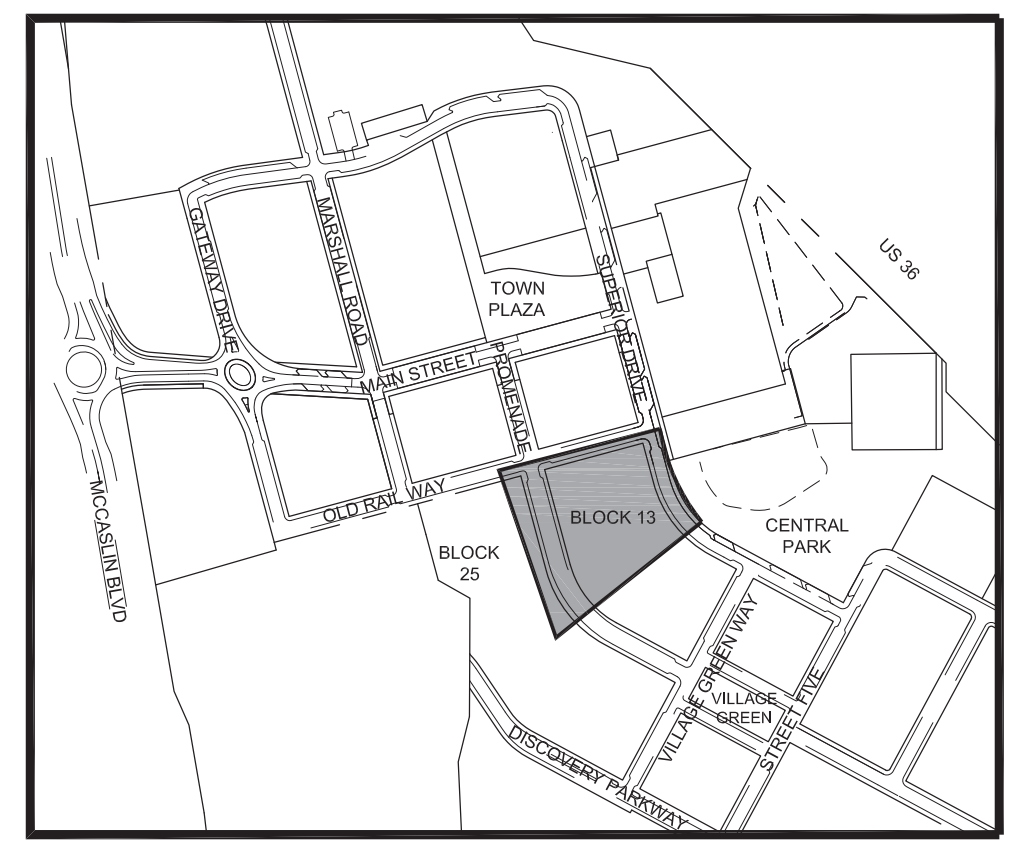 US 36
GATEWAY DRIVE
MARSHALL ROAD
SUPERIOR DRIVE
TOWN
PLAZA
MAIN STREET
PROMENADE
MCCASLIN BLVD
OLD RAIL WAY
BLOCK 13
CENTRAL
PARK
BLOCK
25
VILLAGE GREEN WAY
VILLAGE
GREEN
STREET FIVE
DISCOVERY PARKWAY